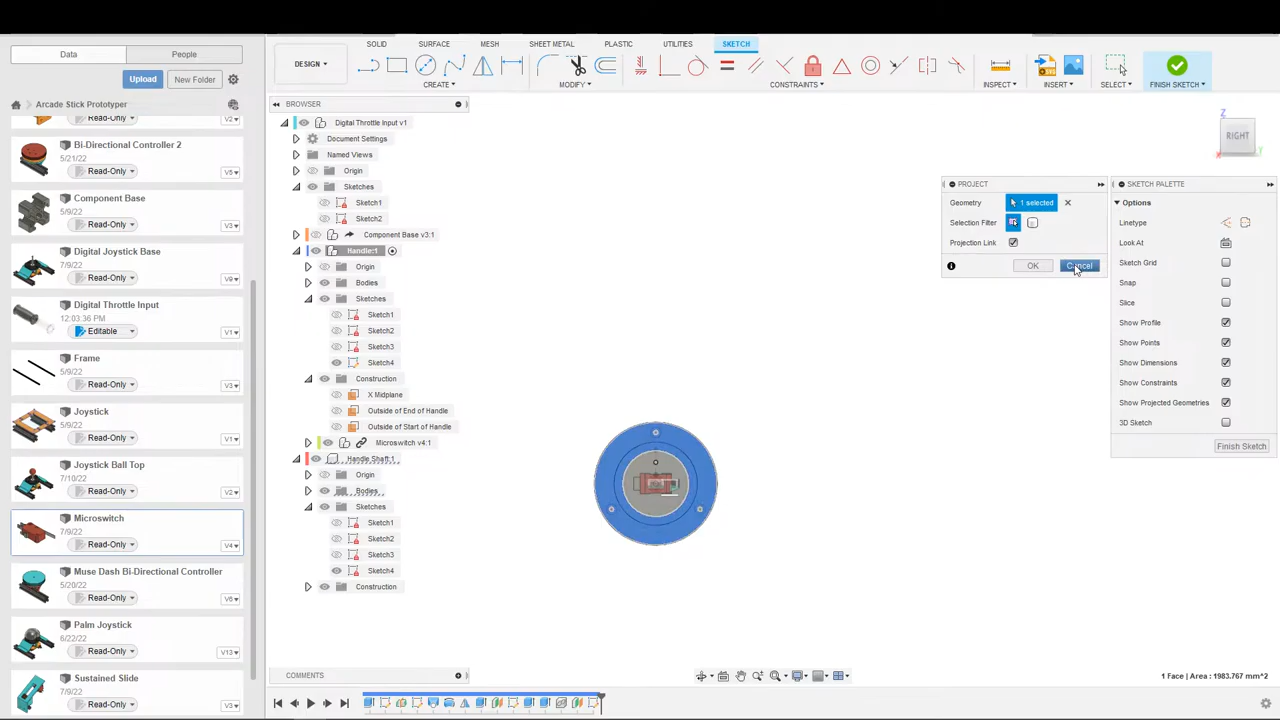 SOLID SURFACE MESH SHEET METAL PLASTIC UTILITIES SKETCH
DESIGN
CREATE
MODIFY
CONSTRAINTS
INSPECT
INSERT
SELECT
FINISH SKETCH
Data People
Upload New Folder
Arcade Stick Prototyper
Read-Only V2
Bi-Directional Controller 2
5/21/22
Read-Only V5
Component Base
5/9/22
Read-Only V3
Digital Joystick Base
7/9/22
Read-Only V6
Digital Throttle Input
12:03:36 PM
Editable V1
Frame
5/9/22
Read-Only V3
Joystick
5/9/22
Read-Only V1
Joystick Ball Top
7/10/22
Read-Only V2
Microswitch
7/9/22
Read-Only V4
Muse Dash Bi-Directional Controller
5/20/22
Read-Only V6
Palm Joystick
6/22/22
Read-Only V13
Sustained Slide
7/9/22
Read-Only V3
BROWSER
Digital Throttle Input v1
Document Settings
Named Views
Origin
Sketches
Sketch1
Sketch2
Component Base v3:1
Handle:1
Origin
Bodies
Sketches
Sketch1
Sketch2
Sketch3
Sketch4
Construction
X Midplane
Outside of End of Handle
Outside of Start of Handle
Microswitch v4:1
Handle Shaft:1
Origin
Bodies
Sketches
Sketch1
Sketch2
Sketch3
Sketch4
Construction
COMMENTS
Z
RIGHT
X Y
PROJECT
Geometry 1 selected
Selection Filter
Projection Link
OK Cancel
SKETCH PALETTE
Options
Linetype
Look At
Sketch Grid
Snap
Slice
Show Profile
Show Points
Show Dimensions
Show Constraints
Show Projected Geometries
3D Sketch
Finish Sketch
1 Face | Area : 1983.767 mm^2